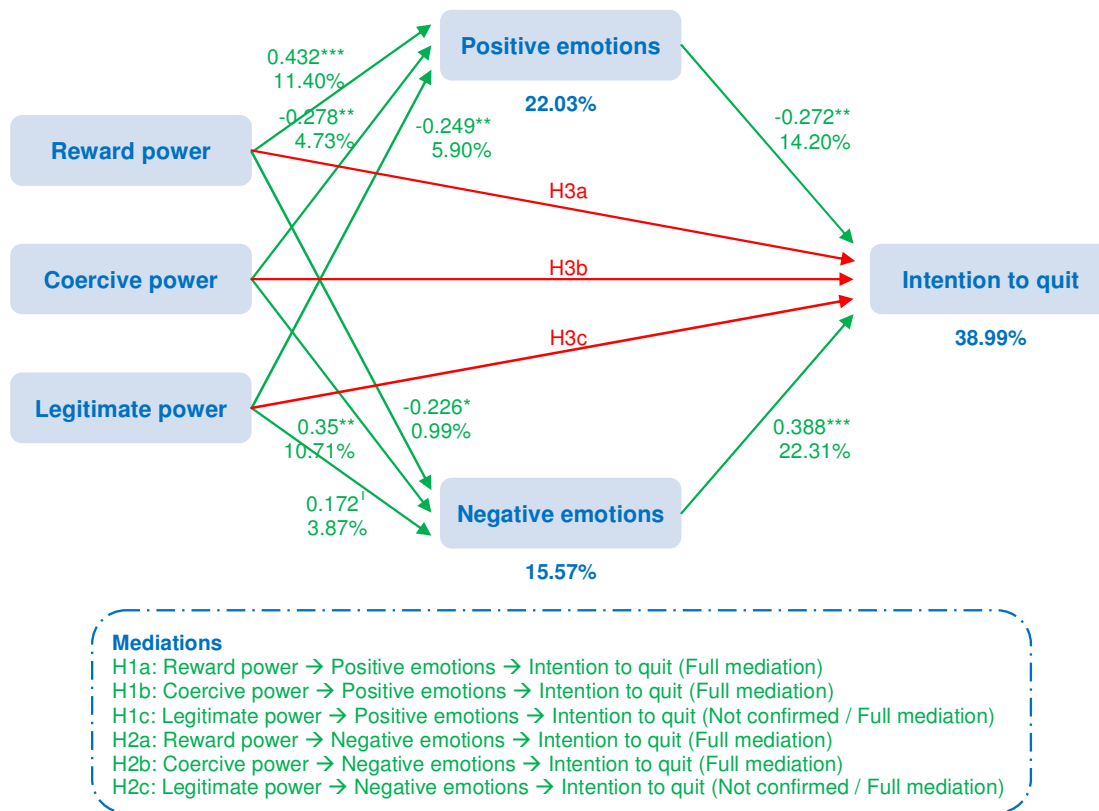 Positive emotions
22.03%
0.432***
11.40%
-0.278**
4.73%
-0.249**
5.90%
-0.272**
14.20%
Reward power
H3a
Coercive power
H3b
Intention to quit
38.99%
H3c
Legitimate power
-0.226*
0.99%
0.35**
10.71%
0.388***
22.31%
0.172
3.87%
Negative emotions
15.57%
Mediations
H1a: Reward power → Positive emotions → Intention to quit (Full mediation)
H1b: Coercive power → Positive emotions → Intention to quit (Full mediation)
H1c: Legitimate power → Positive emotions → Intention to quit (Not confirmed / Full mediation)
H2a: Reward power → Negative emotions → Intention to quit (Full mediation)
H2b: Coercive power → Negative emotions → Intention to quit (Full mediation)
H2c: Legitimate power → Negative emotions → Intention to quit (Not confirmed / Full mediation)